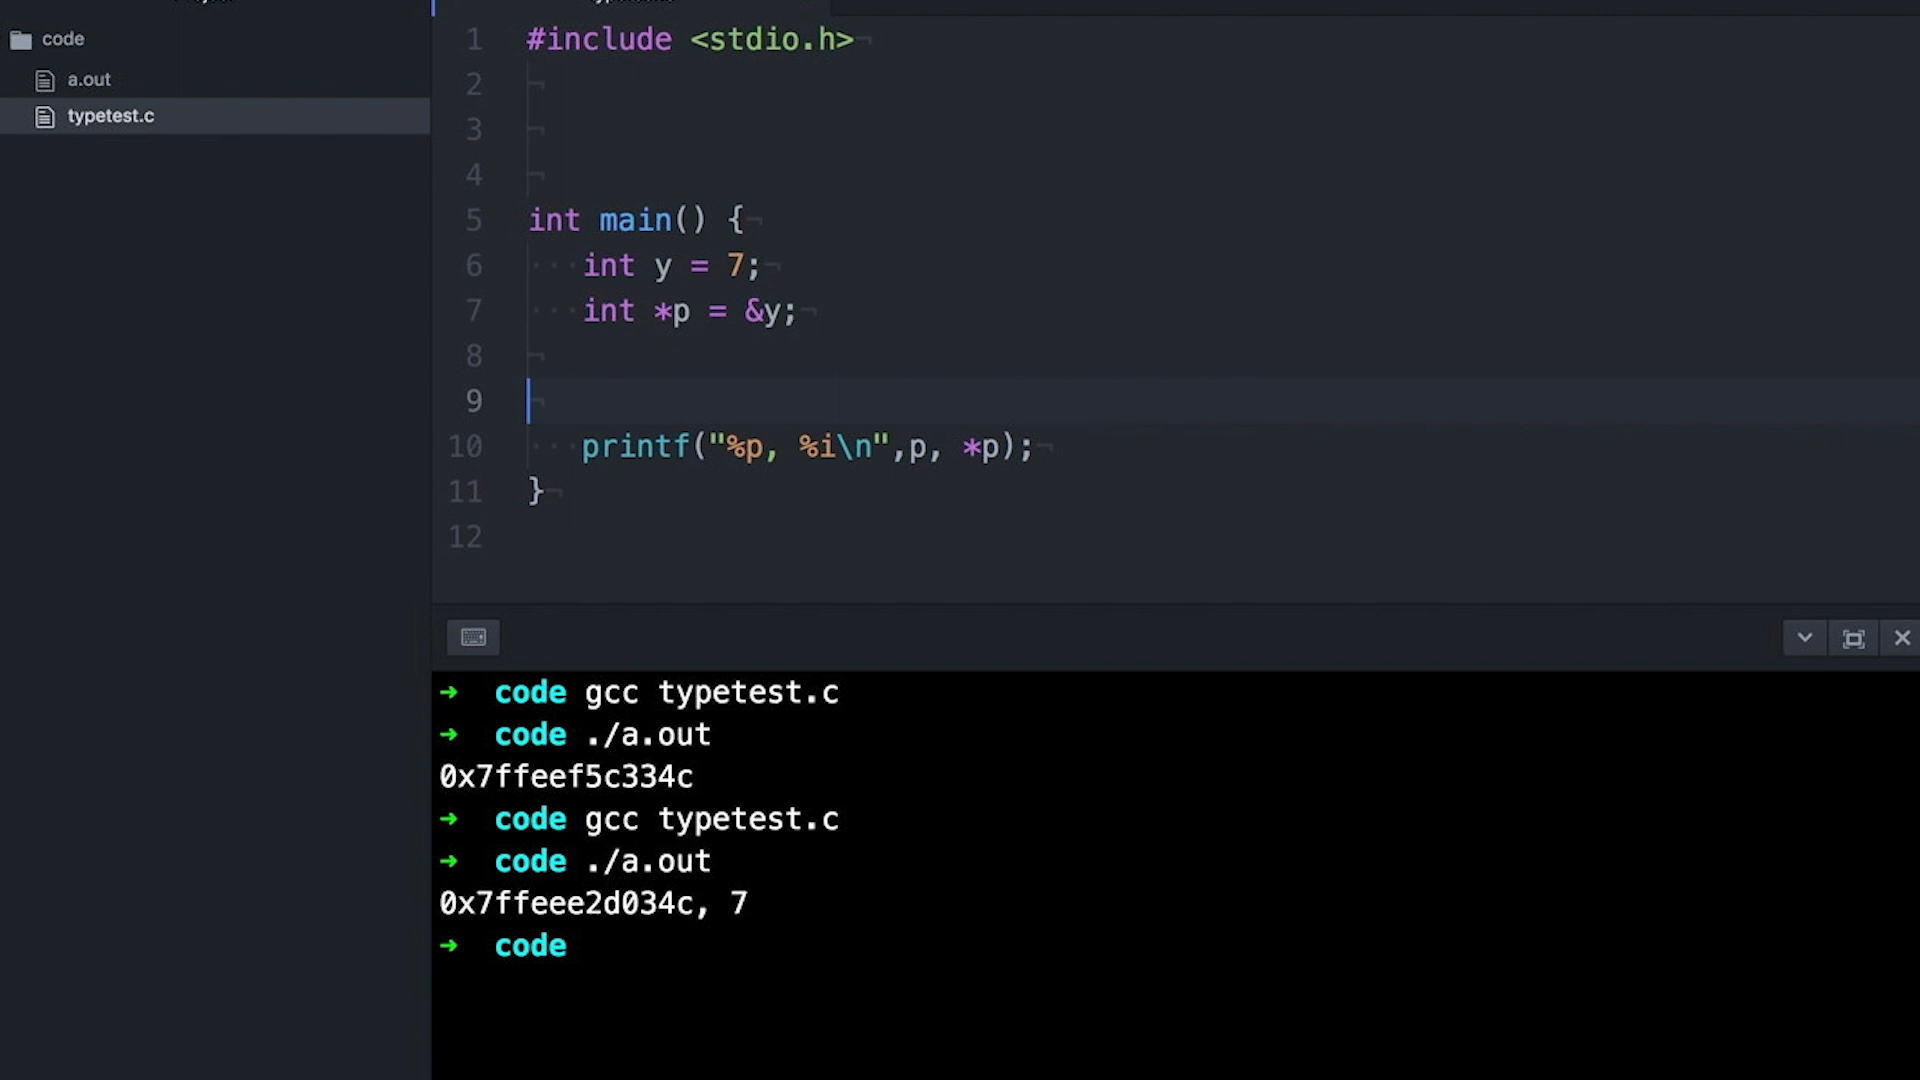 code
a.out
typetest.c
1 #include <stdio.h>
2
3
4
5 int main() {
6 int y = 7;
7 int *p = &y;
8
9
10 printf("%p, %i\n",p, *p);
11 }
12
➜ code gcc typetest.c
➜ code ./a.out
0x7ffeef5c334c
➜ code gcc typetest.c
➜ code ./a.out
0x7ffeee2d034c, 7
➜ code